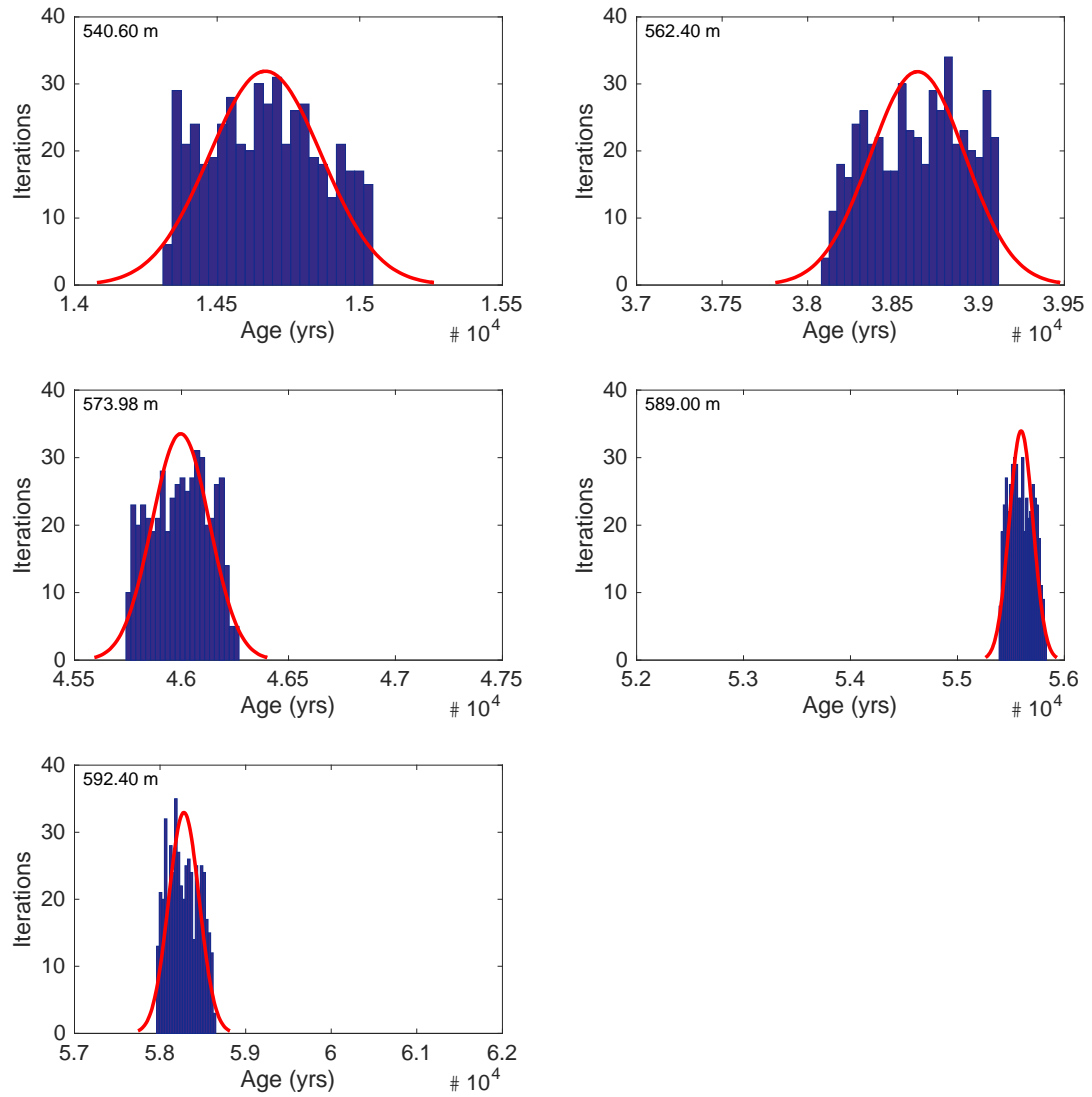 540.60 m
40
30
20
10
0
Iterations
1.4 1.45 1.5 1.55
Age (yrs)
# 10^4
562.40 m
40
30
20
10
0
Iterations
3.7 3.75 3.8 3.85 3.9 3.95
Age (yrs)
# 10^4
573.98 m
40
30
20
10
0
Iterations
4.55 4.6 4.65 4.7 4.75
Age (yrs)
# 10^4
589.00 m
40
30
20
10
0
Iterations
5.2 5.3 5.4 5.5 5.6
Age (yrs)
# 10^4
592.40 m
40
30
20
10
0
Iterations
5.7 5.8 5.9 6 6.1 6.2
Age (yrs)
# 10^4